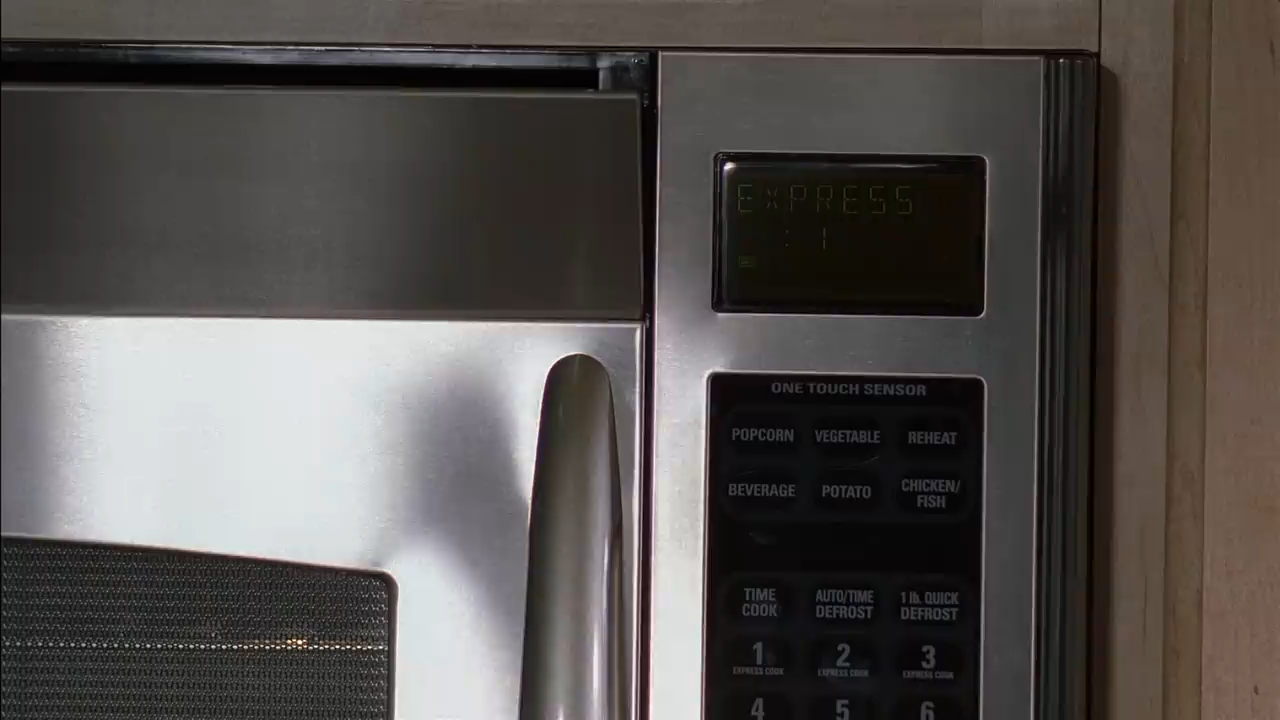 EXPRESS
: 1
ONE TOUCH SENSOR
POPCORN VEGETABLE REHEAT
BEVERAGE POTATO CHICKEN/
FISH
TIME COOK AUTO/TIME DEFROST 1 lb. QUICK DEFROST
1 2 3
EXPRESS COOK EXPRESS COOK EXPRESS COOK
4 5 6